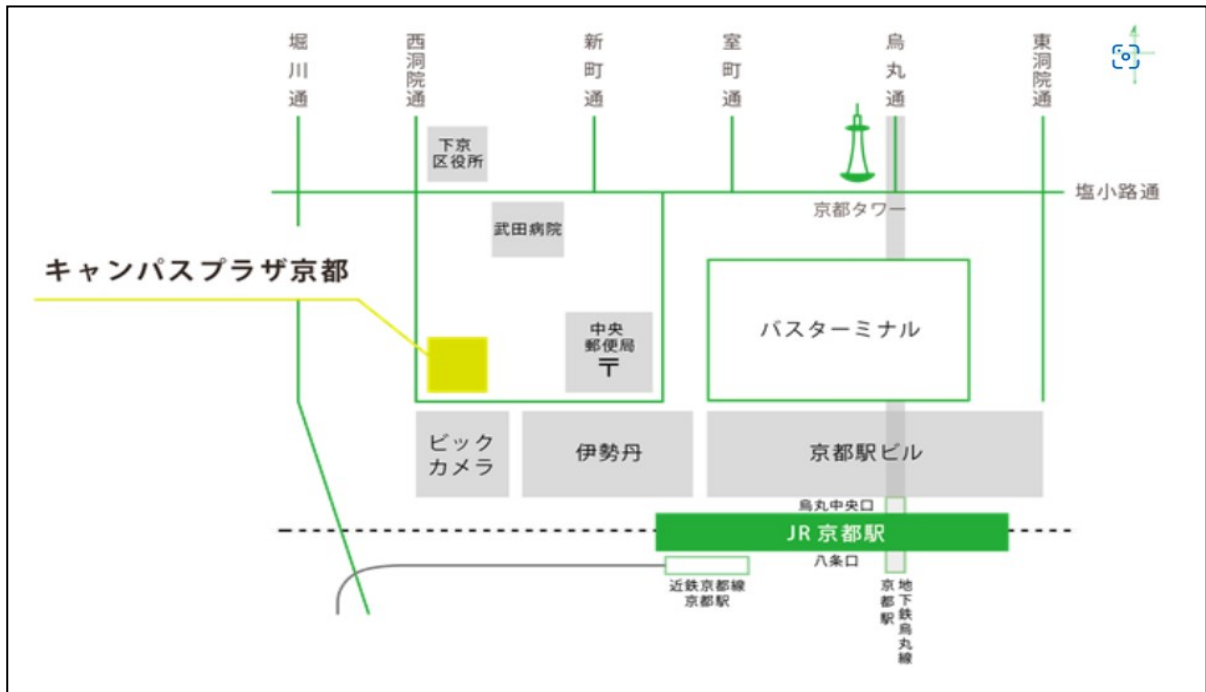 堀川通
西洞院通
新町通
室町通
烏丸通
東洞院通
下京
区役所
塩小路通
武田病院
京都タワー
キャンパスプラザ京都
中央
郵便局
〒
バスターミナル
ビック
カメラ
伊勢丹
京都駅ビル
烏丸中央口
JR 京都駅
八条口
近鉄京都線
京都駅
地下鉄烏丸線
京都駅